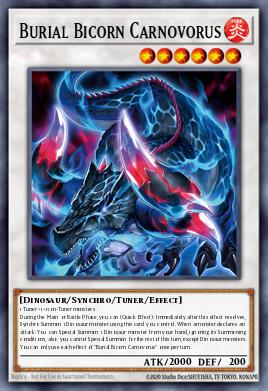 BURIAL BICORN CARNOVORUS
FIRE
炎
[DINOSAUR/SYNCHRO/TUNER/EFFECT]
1 Tuner + 1+ non-Tuner monsters
During the Main or Battle Phase, you can (Quick Effect): Immediately after this effect resolves,
Synchro Summon 1 Dinosaur monster using this card you control. When a monster declares an
attack: You can Special Summon 1 Dinosaur monster from your hand, ignoring its Summoning
conditions, also you cannot Special Summon for the rest of this turn, except Dinosaur monsters.
You can only use each effect of "Burial Bicorn Carnovorus" once per turn.
ATK/2000 DEF/ 200
Replica - Not For Use in Sanctioned Tournaments
©2020 Studio Dice/SHUEISHA, TV TOKYO, KONAMI